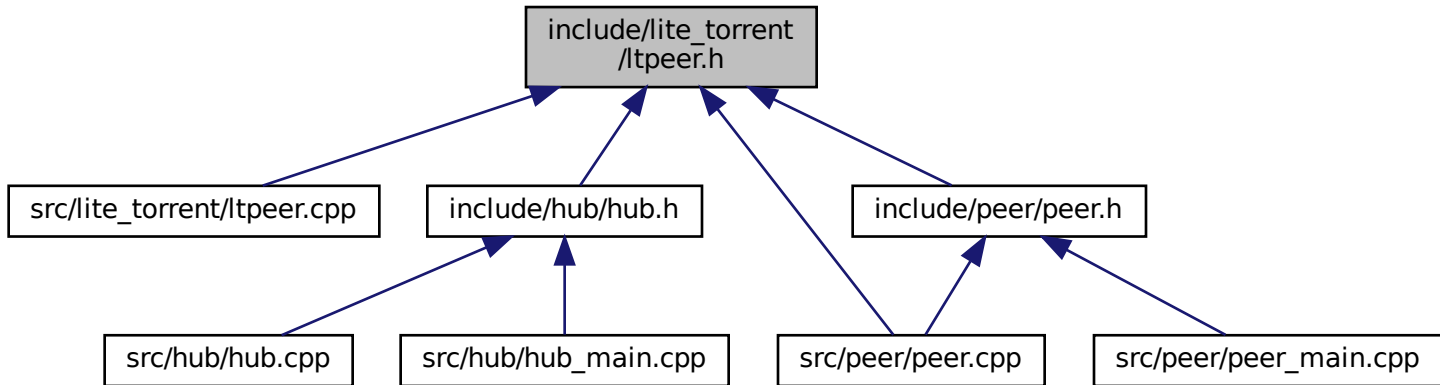 include/lite_torrent
/ltpeer.h
src/lite_torrent/ltpeer.cpp
include/hub/hub.h
include/peer/peer.h
src/hub/hub.cpp
src/hub/hub_main.cpp
src/peer/peer.cpp
src/peer/peer_main.cpp